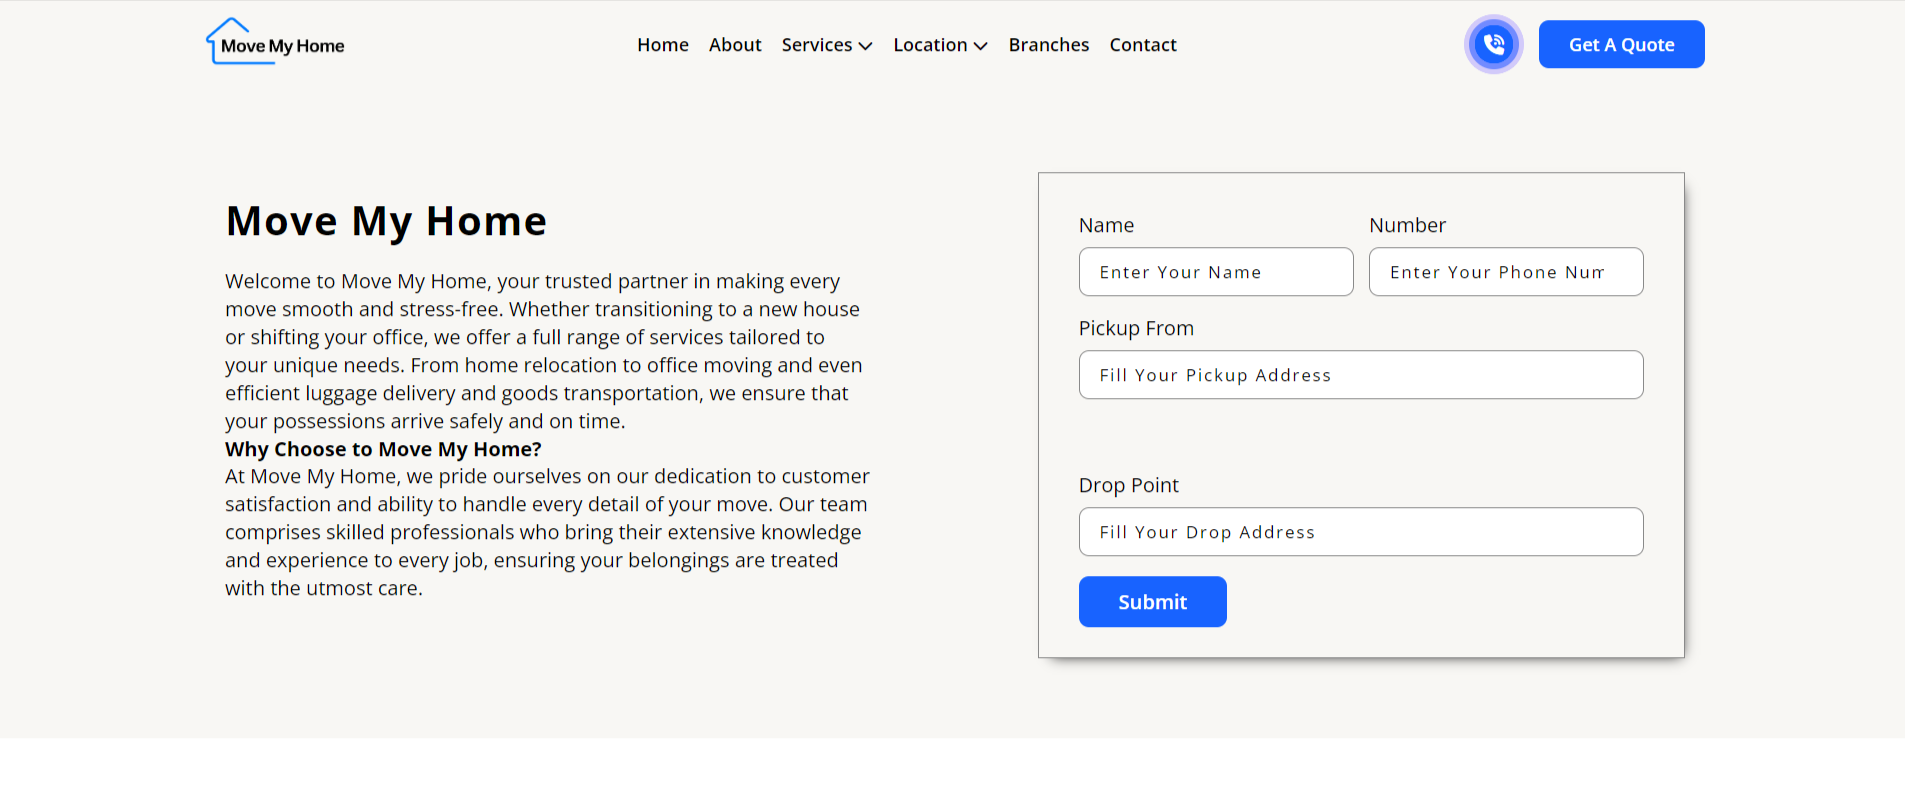 Move My Home
Home About Services Location Branches Contact
Get A Quote
Move My Home
Welcome to Move My Home, your trusted partner in making every
move smooth and stress-free. Whether transitioning to a new house
or shifting your office, we offer a full range of services tailored to
your unique needs. From home relocation to office moving and even
efficient luggage delivery and goods transportation, we ensure that
your possessions arrive safely and on time.
Why Choose to Move My Home?
At Move My Home, we pride ourselves on our dedication to customer
satisfaction and ability to handle every detail of your move. Our team
comprises skilled professionals who bring their extensive knowledge
and experience to every job, ensuring your belongings are treated
with the utmost care.
Name Number
Enter Your Name Enter Your Phone Num
Pickup From
Fill Your Pickup Address
Drop Point
Fill Your Drop Address
Submit